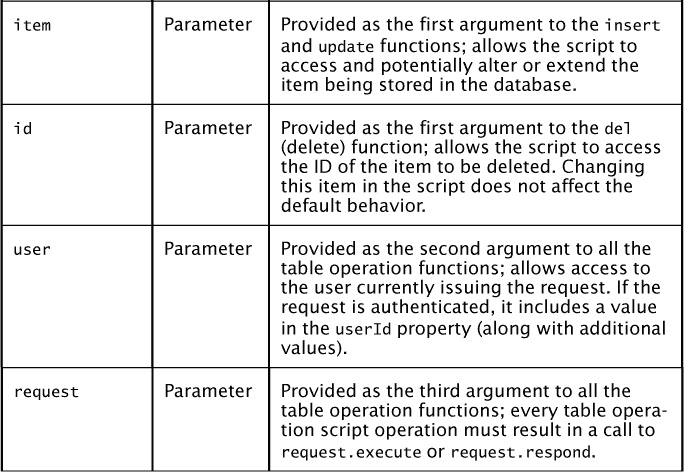 item Parameter Provided as the first argument to the insert
and update functions; allows the script to
access and potentially alter or extend the
item being stored in the database.
id Parameter Provided as the first argument to the del
(delete) function; allows the script to access
the ID of the item to be deleted. Changing
this item in the script does not affect the
default behavior.
user Parameter Provided as the second argument to all the
table operation functions; allows access to
the user currently issuing the request. If the
request is authenticated, it includes a value
in the userId property (along with additional
values).
request Parameter Provided as the third argument to all the
table operation functions; every table opera-
tion script operation must result in a call to
request.execute or request.respond.